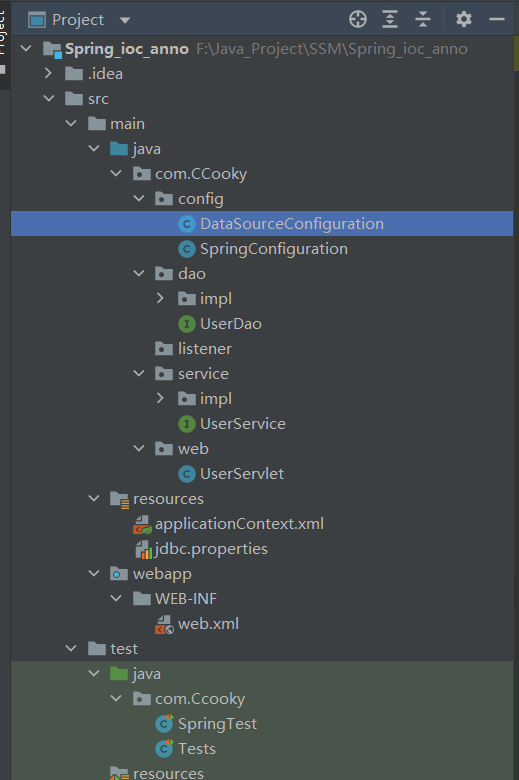 Project
Project
Spring_ioc_anno F:\Java_Project\SSM\Spring_ioc_anno
.idea
src
main
java
com.CCooky
config
DataSourceConfiguration
SpringConfiguration
dao
impl
UserDao
listener
service
impl
UserService
web
UserServlet
resources
applicationContext.xml
jdbc.properties
webapp
WEB-INF
web.xml
test
java
com.Ccooky
SpringTest
Tests
resources